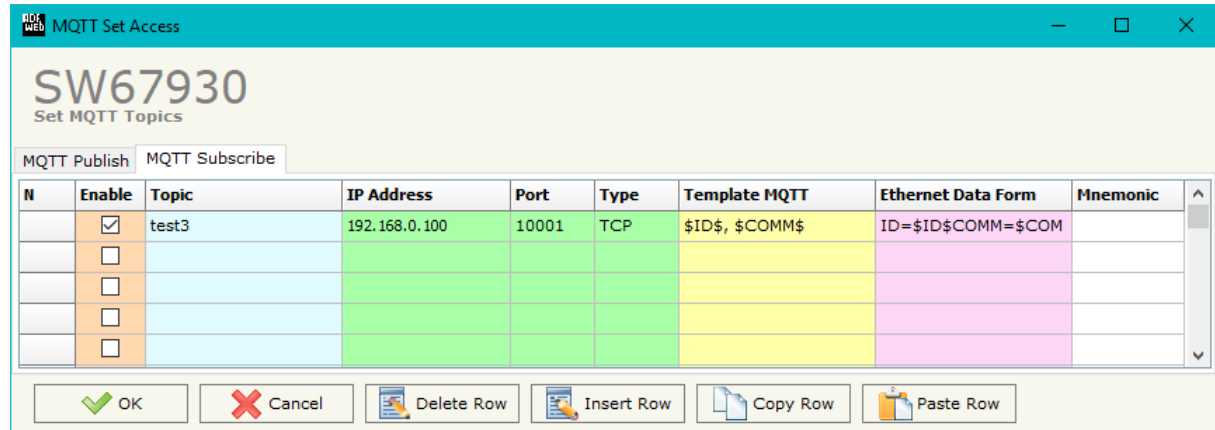 ADF WEB MQTT Set Access
SW67930
Set MQTT Topics
MQTT Publish MQTT Subscribe
N Enable Topic IP Address Port Type Template MQTT Ethernet Data Form Mnemonic
test3 192.168.0.100 10001 TCP $ID$, $COMM$ ID=$ID$COMM=$COM
OK Cancel Delete Row Insert Row Copy Row Paste Row